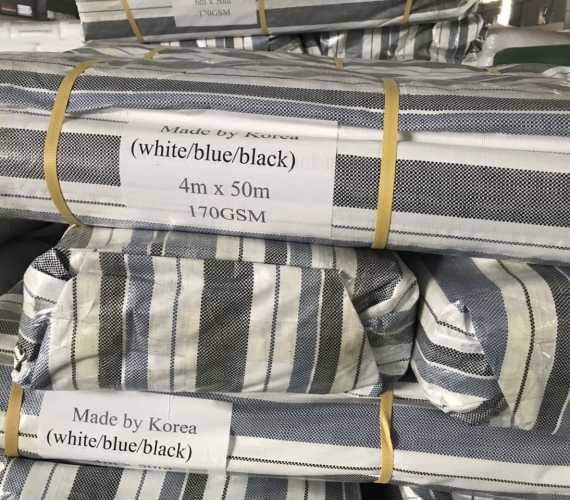 6m x 50m
170GSM
Made by Korea
(white/blue/black)
4m x 50m
170GSM
Made by Korea
(white/blue/black)